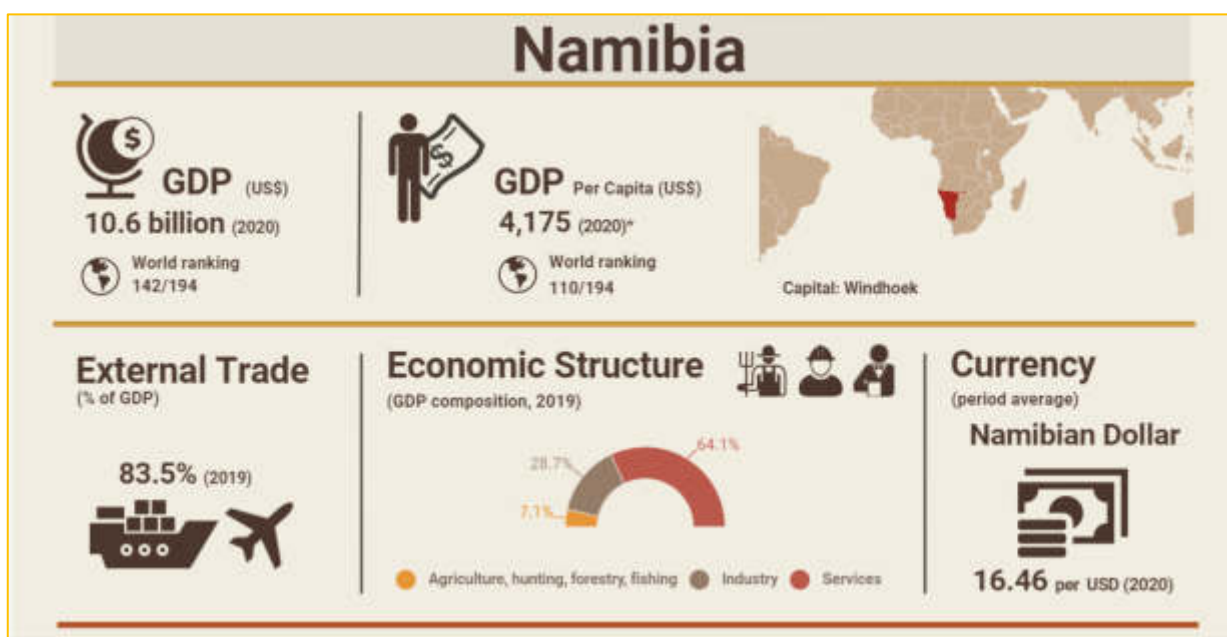 Namibia
$
GDP (US$)
10.6 billion (2020)
World ranking
142/194
$
GDP Per Capita (US$)
4,175 (2020)*
World ranking
110/194
Capital: Windhoek
External Trade
(% of GDP)
83.5% (2019)
Economic Structure
(GDP composition, 2019)
64.1%
28.7%
7.1%
Agriculture, hunting, forestry, fishing Industry Services
Currency
(period average)
Namibian Dollar
16.46 per USD (2020)